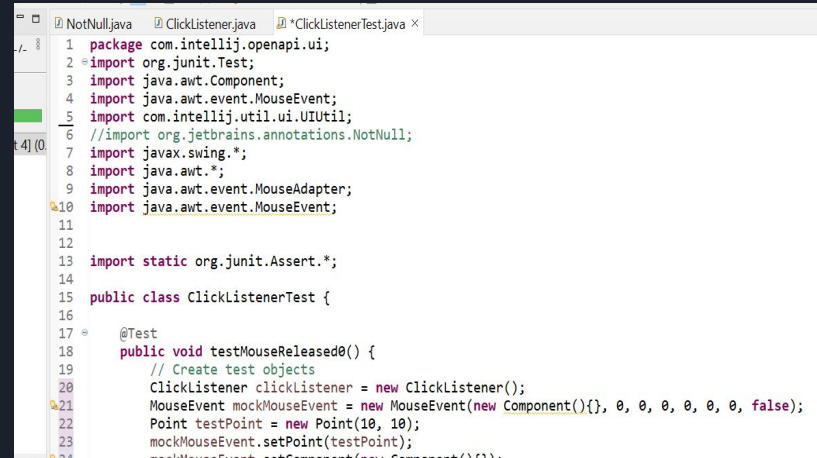 NotNull.java ClickListener.java *ClickListenerTest.java ×
1 package com.intellij.openapi.ui;
2 import org.junit.Test;
3 import java.awt.Component;
4 import java.awt.event.MouseEvent;
5 import com.intellij.util.ui.UIUtil;
6 //import org.jetbrains.annotations.NotNull;
t 4] (0.
7 import javax.swing.*;
8 import java.awt.*;
9 import java.awt.event.MouseAdapter;
10 import java.awt.event.MouseEvent;
11
12
13 import static org.junit.Assert.*;
14
15 public class ClickListenerTest {
16
17 @Test
18 public void testMouseReleased0() {
19 // Create test objects
20 ClickListener clickListener = new ClickListener();
21 MouseEvent mockMouseEvent = new MouseEvent(new Component(){}, 0, 0, 0, 0, 0, 0, false);
22 Point testPoint = new Point(10, 10);
23 mockMouseEvent.setPoint(testPoint);